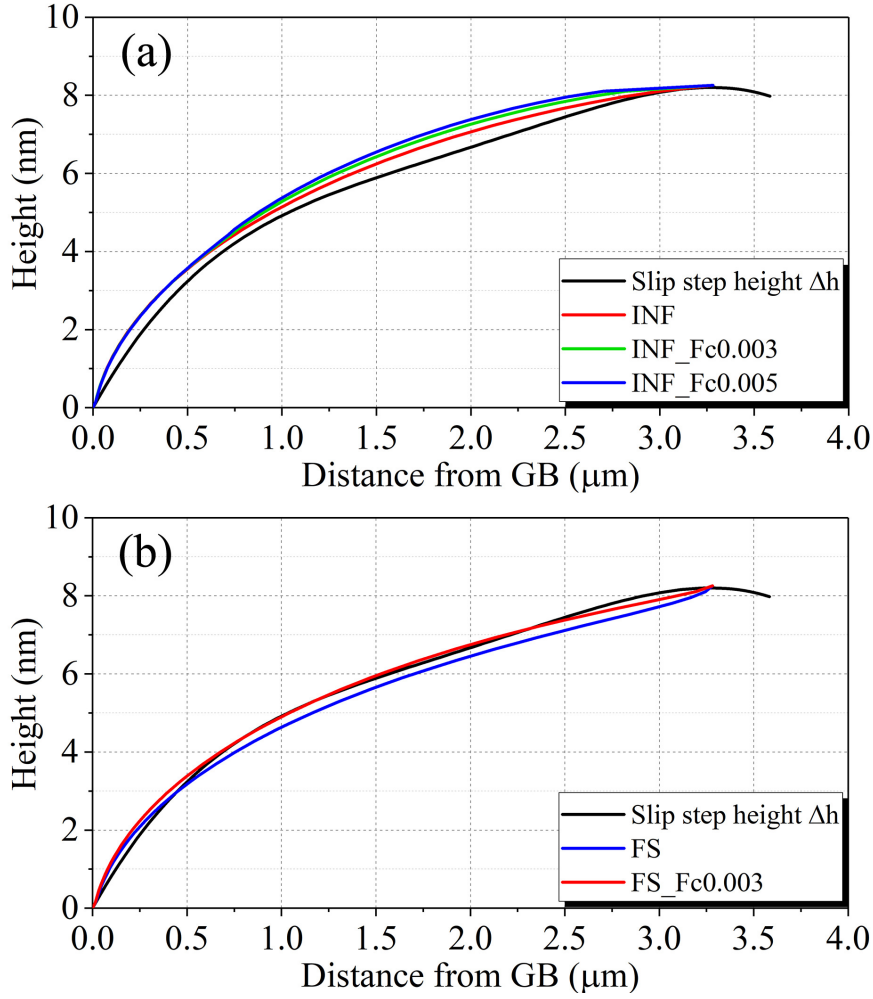 (a)
10
8
6
4
2
0
Height (nm)
Slip step height Δh
INF
INF_Fc0.003
INF_Fc0.005
0.0 0.5 1.0 1.5 2.0 2.5 3.0 3.5 4.0
Distance from GB (μm)
(b)
10
8
6
4
2
0
Height (nm)
Slip step height Δh
FS
FS_Fc0.003
0.0 0.5 1.0 1.5 2.0 2.5 3.0 3.5 4.0
Distance from GB (μm)